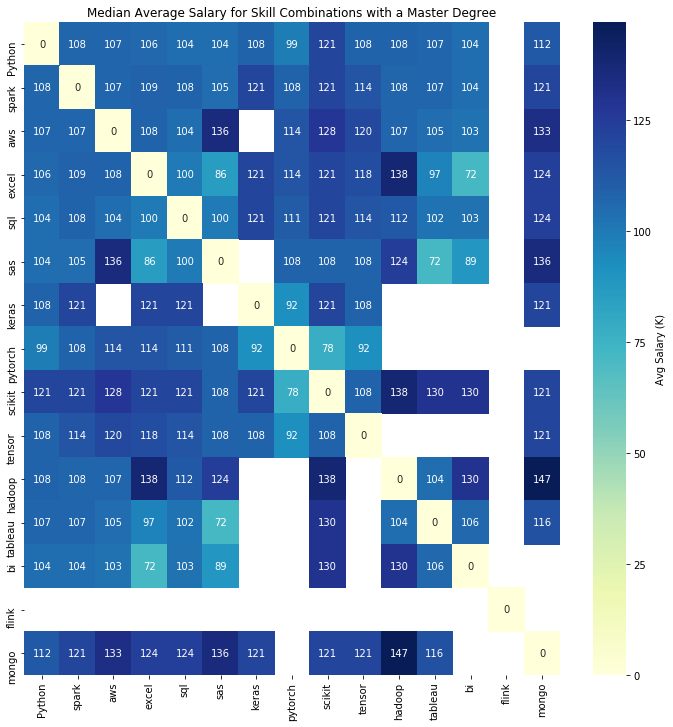 Median Average Salary for Skill Combinations with a Master Degree
Python 0 108 107 106 104 104 108 99 121 108 108 107 104 112
spark 108 0 107 109 108 105 121 108 121 114 108 107 104 121
aws 107 107 0 108 104 136 114 128 120 107 105 103 133
excel 106 109 108 0 100 86 121 114 121 118 138 97 72 124
sql 104 108 104 100 0 100 121 111 121 114 112 102 103 124
sas 104 105 136 86 100 0 108 108 108 124 72 89 136
keras 108 121 121 121 0 92 121 108 121
pytorch 99 108 114 114 111 108 92 0 78 92
scikit 121 121 128 121 121 108 121 78 0 108 138 130 130 121
tensor 108 114 120 118 114 108 108 92 108 0 121
hadoop 108 108 107 138 112 124 138 0 104 130 147
tableau 107 107 105 97 102 72 130 104 0 106 116
bi 104 104 103 72 103 89 130 130 106 0
flink 0
mongo 112 121 133 124 124 136 121 121 121 147 116 0
Python spark aws excel sql sas keras pytorch scikit tensor hadoop tableau bi flink mongo
125
100
75
50
25
0
Avg Salary (K)